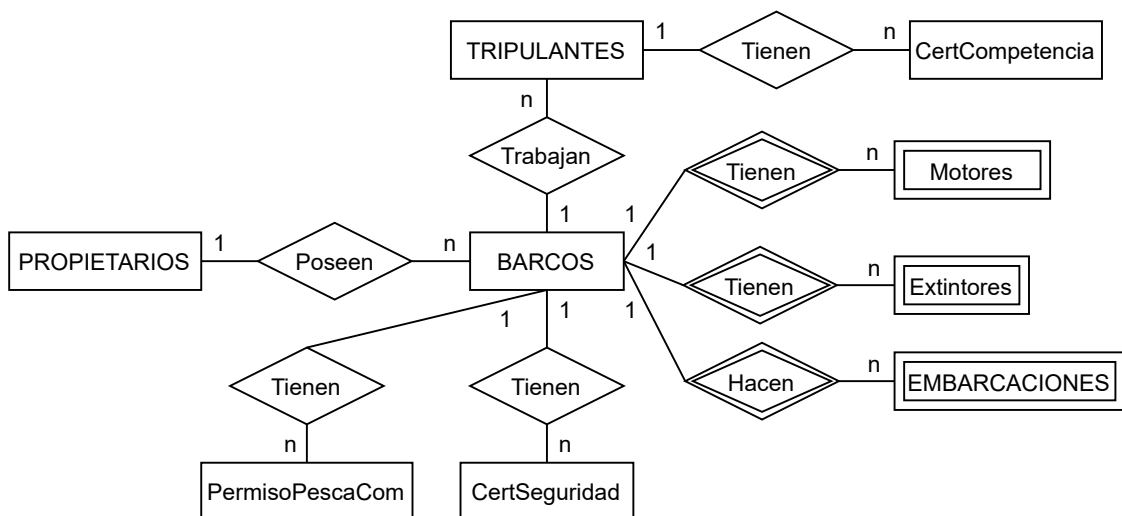 TRIPULANTES 1 Tienen n CertCompetencia
n
Trabajan
1
PROPIETARIOS 1 Poseen n BARCOS
1 Tienen n Motores
1 Tienen n Extintores
1 Hacen n EMBARCACIONES
1
Tienen
n
PermisoPescaCom
1
Tienen
n
CertSeguridad